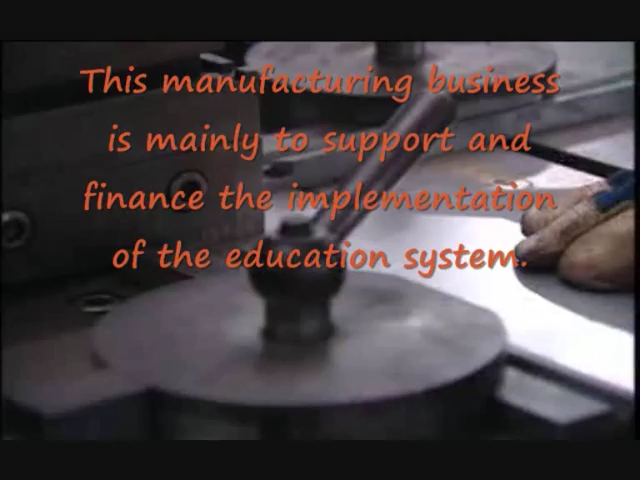 This manufacturing business
is mainly to support and
finance the implementation
of the education system.